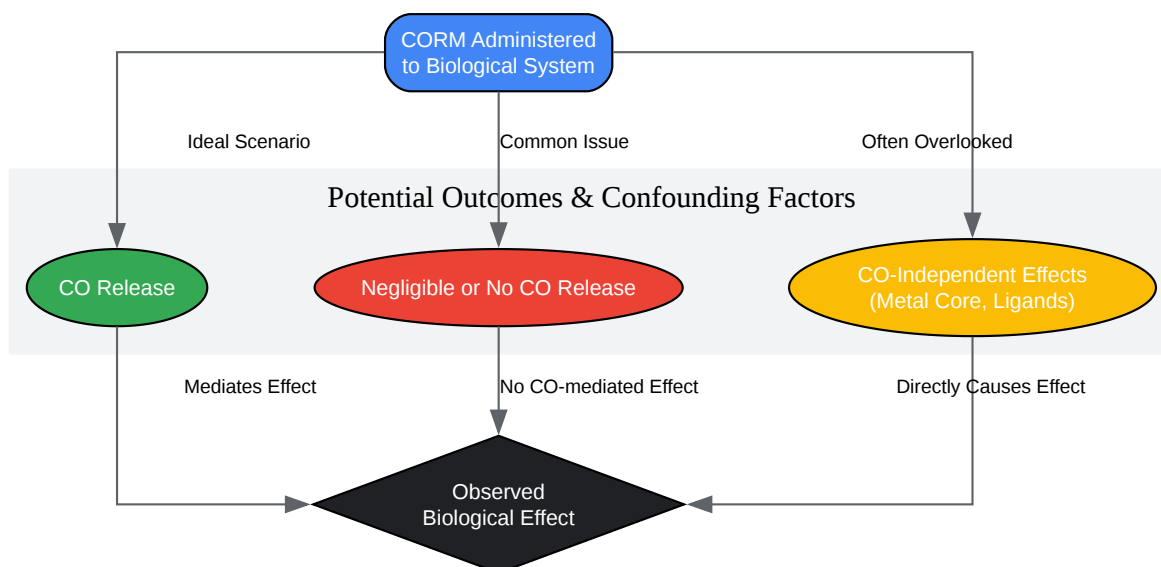 CORM Administered
to Biological System
Ideal Scenario
Common Issue
Often Overlooked
Potential Outcomes & Confounding Factors
CO Release
Negligible or No CO Release
CO-Independent Effects
(Metal Core, Ligands)
Mediates Effect
No CO-mediated Effect
Directly Causes Effect
Observed
Biological Effect